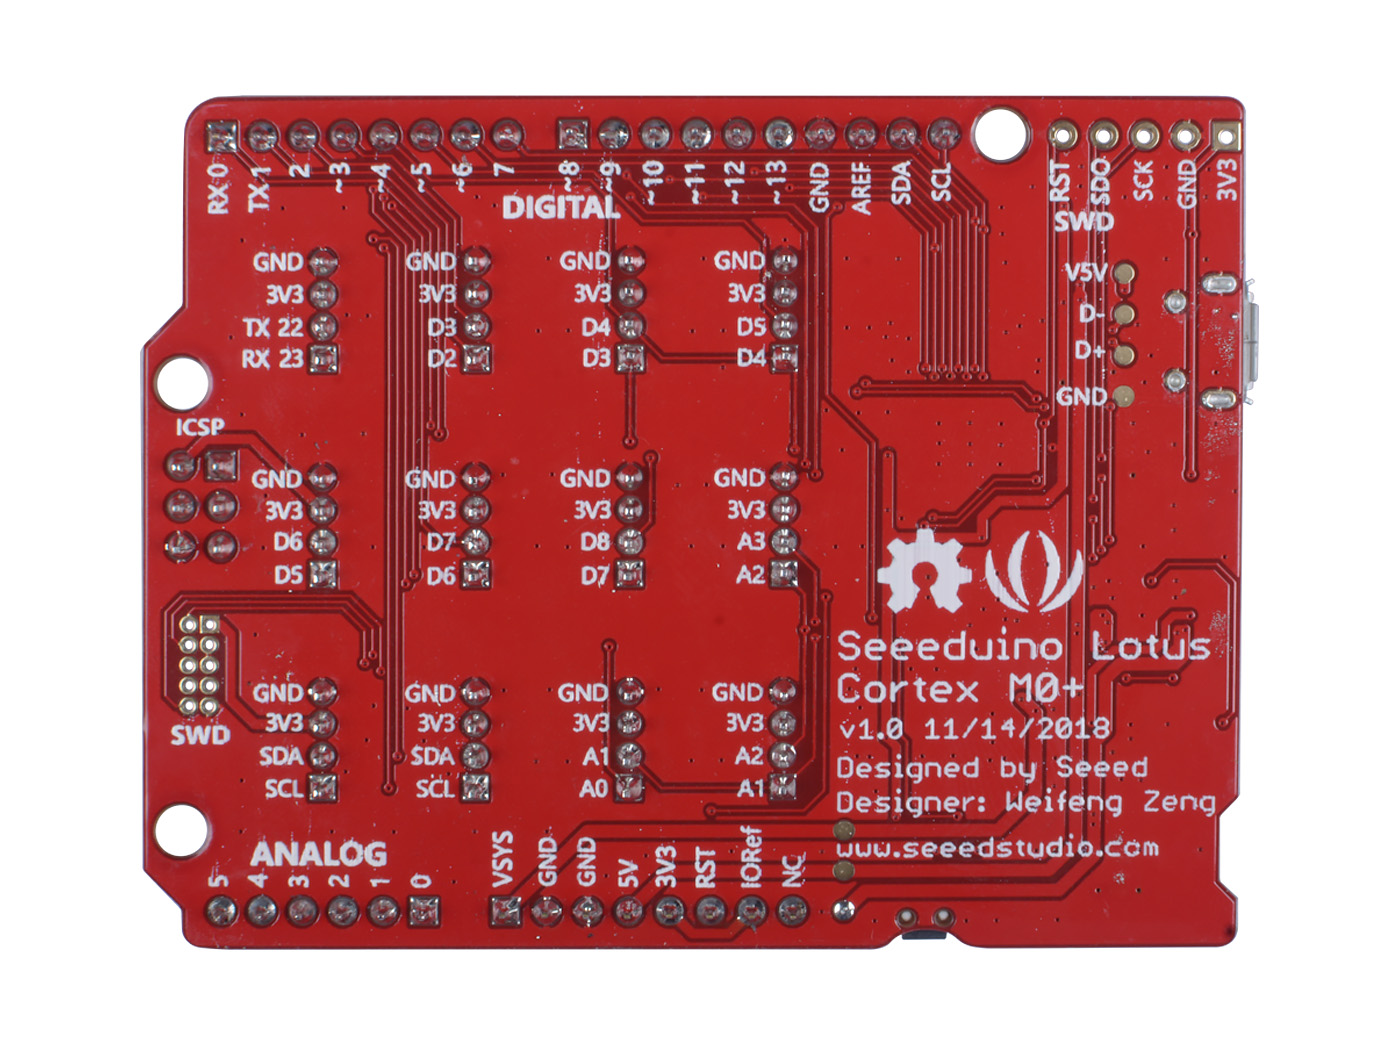 RX 0 TX 1 2 ~3 ~4 ~5 ~6 7 ~8 ~9 ~10 ~11 ~12 ~13 GND AREF SDA SCL
DIGITAL
RST SDO SCK GND 3V3
SWD
GND GND GND GND
3V3 3V3 3V3 3V3
TX 22 D3 D4 D5
RX 23 D2 D3 D4
V5V
D-
D+
GND
ICSP
GND GND GND GND
3V3 3V3 3V3 3V3
D6 D7 D8 A3
D5 D6 D7 A2
SWD
GND GND GND GND
3V3 3V3 3V3 3V3
SDA SDA A1 A2
SCL SCL A0 A1
Seeeduino Lotus
Cortex M0+
v1.0 11/14/2018
Designed by Seeed
Designer: Weifeng Zeng
www.seeedstudio.com
ANALOG
5 4 3 2 1 0
VSYS GND GND 5V 3V3 RST IORef NC